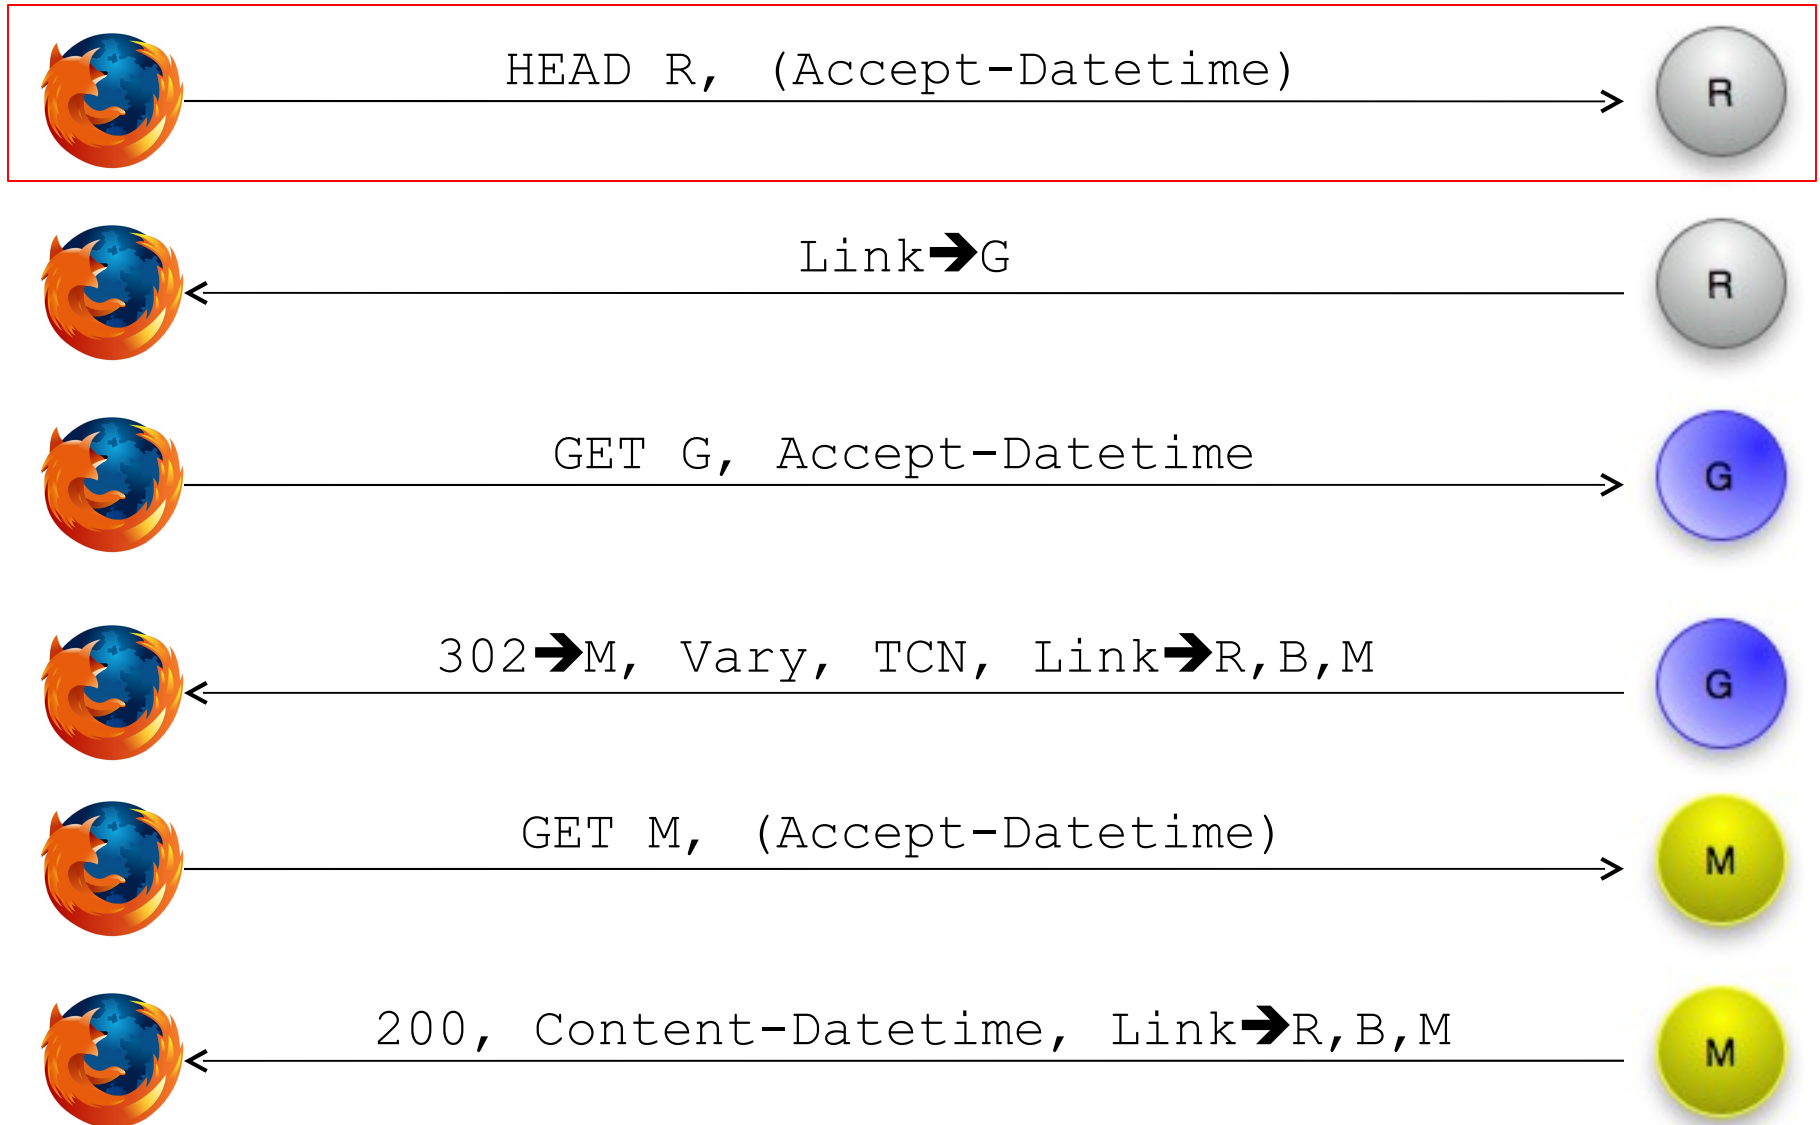 HEAD R, (Accept-Datetime)
R
Link➔G
R
GET G, Accept-Datetime
G
302➔M, Vary, TCN, Link➔R,B,M
G
GET M, (Accept-Datetime)
M
200, Content-Datetime, Link➔R,B,M
M